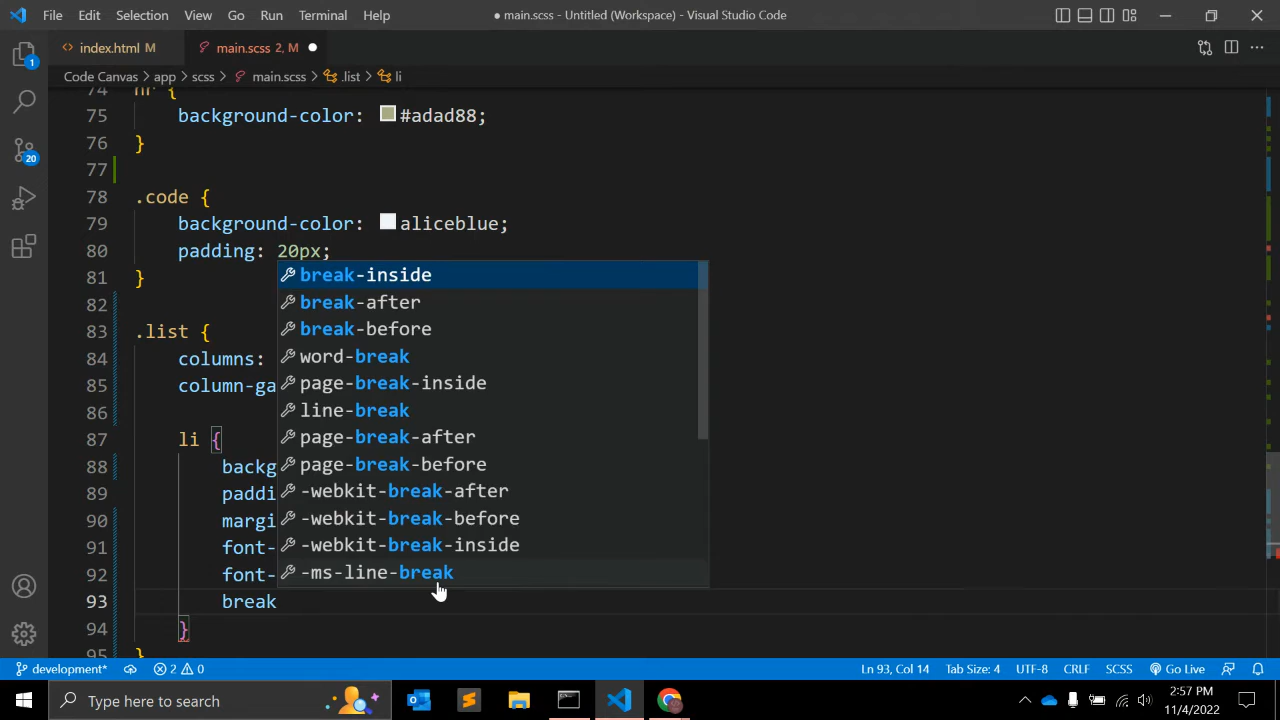 File Edit Selection View Go Run Terminal Help
● main.scss - Untitled (Workspace) - Visual Studio Code
index.html M
main.scss 2, M
Code Canvas > app > scss > main.scss > .list > li
74 hr {
75 background-color: #adad88;
76 }
77
78 .code {
79 background-color: aliceblue;
80 padding: 20px;
81 }
82
83 .list {
84 columns:
85 column-ga
86
87 li {
88 backg
89 paddi
90 margi
91 font-
92 font-
93 break
94 }
95 }
break-inside
break-after
break-before
word-break
page-break-inside
line-break
page-break-after
page-break-before
-webkit-break-after
-webkit-break-before
-webkit-break-inside
-ms-line-break
1
20
development* 2 0 Ln 93, Col 14 Tab Size: 4 UTF-8 CRLF SCSS Go Live
Type here to search
2:57 PM
11/4/2022